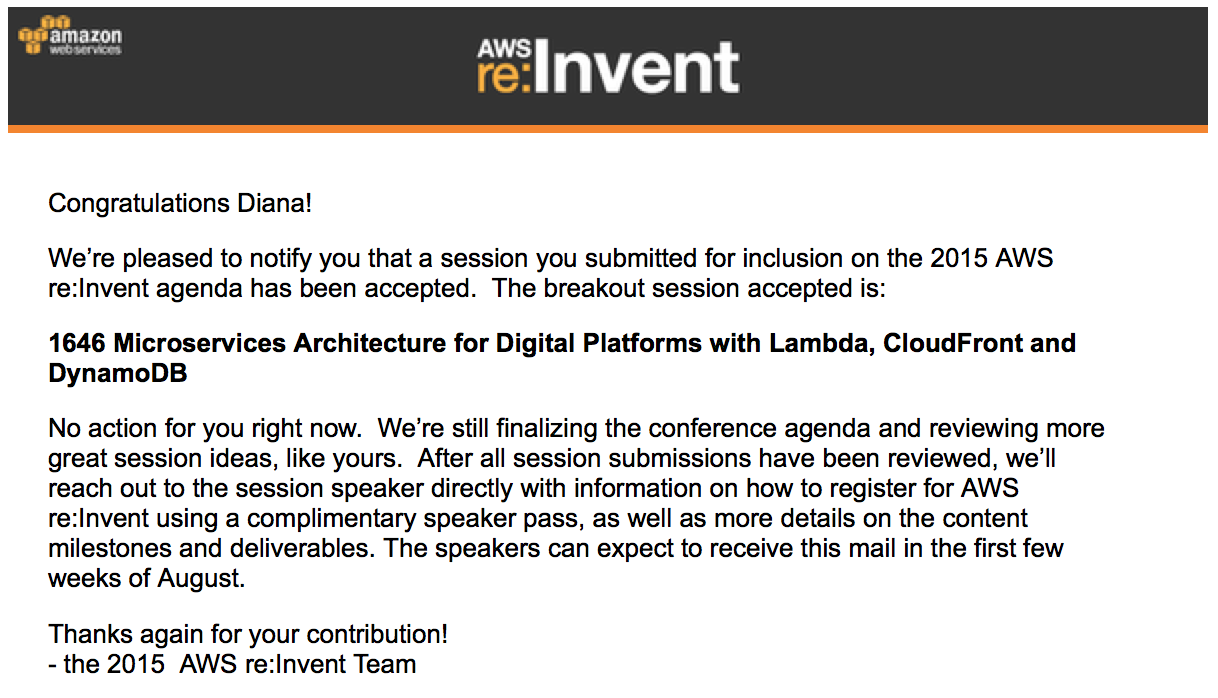 amazon
web services
AWS
re:Invent
Congratulations Diana!
We’re pleased to notify you that a session you submitted for inclusion on the 2015 AWS
re:Invent agenda has been accepted.  The breakout session accepted is:
1646 Microservices Architecture for Digital Platforms with Lambda, CloudFront and
DynamoDB
No action for you right now.  We’re still finalizing the conference agenda and reviewing more
great session ideas, like yours.  After all session submissions have been reviewed, we’ll
reach out to the session speaker directly with information on how to register for AWS
re:Invent using a complimentary speaker pass, as well as more details on the content
milestones and deliverables. The speakers can expect to receive this mail in the first few
weeks of August.
Thanks again for your contribution!
- the 2015  AWS re:Invent Team